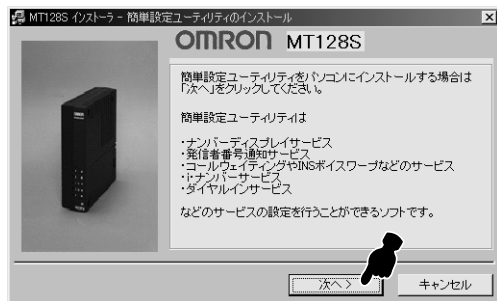 MT128S インストーラ - 簡単設定ユーティリティのインストール
OMRON MT128S
簡単設定ユーティリティをパソコンにインストールする場合は
「次へ」をクリックしてください。
簡単設定ユーティリティは
・ナンバーディスプレイサービス
・発信者番号通知サービス
・コールウェイティングやINSボイスワープなどのサービス
・i・ナンバーサービス
・ダイヤルインサービス
などのサービスの設定を行うことができるソフトです。
次へ >
キャンセル